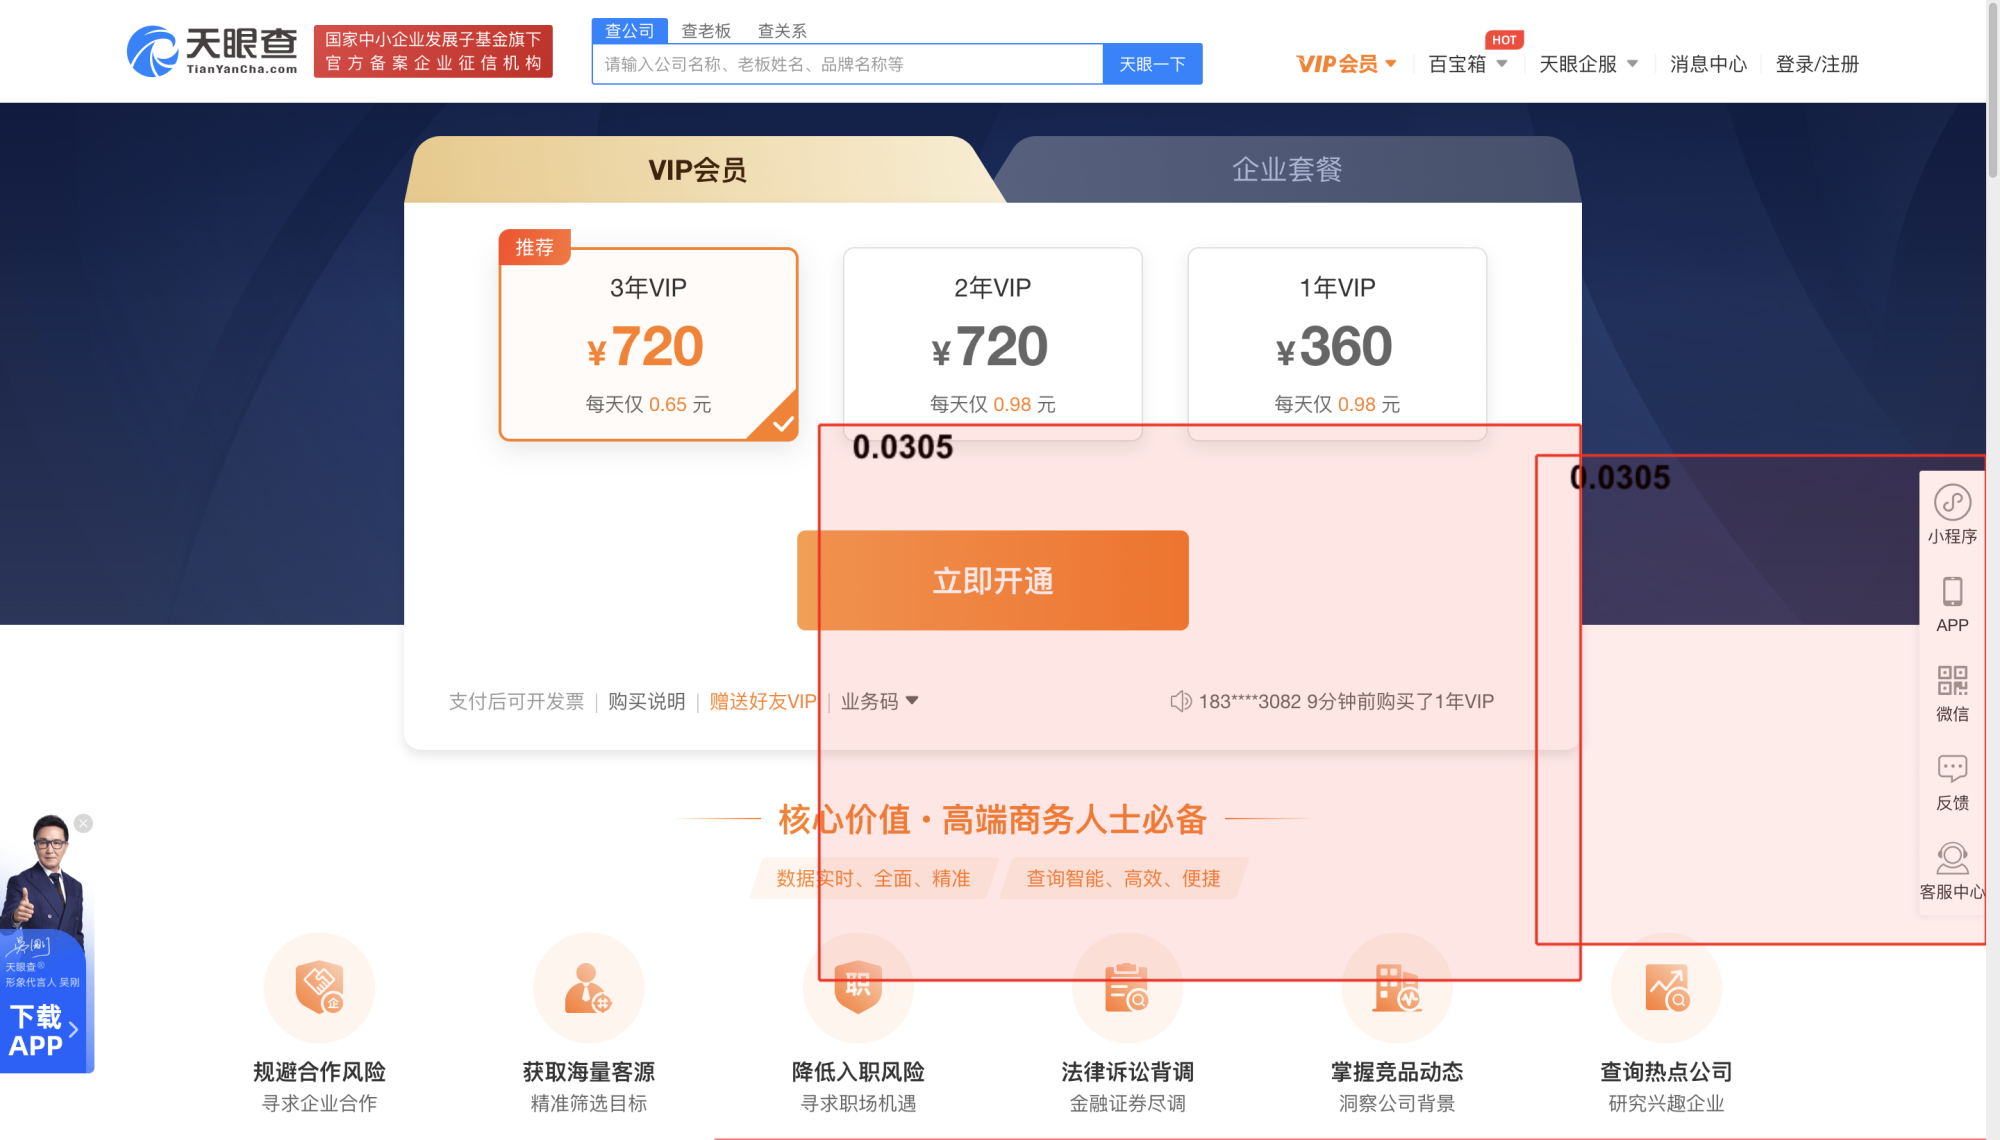 天眼查
TianYanCha.com
国家中小企业发展子基金旗下
官方备案企业征信机构
查公司 查老板 查关系
请输入公司名称、老板姓名、品牌名称等
天眼一下
VIP会员
百宝箱
HOT
天眼企服
消息中心
登录/注册
VIP会员
企业套餐
推荐
3年VIP
¥720
每天仅 0.65 元
2年VIP
¥720
每天仅 0.98 元
1年VIP
¥360
每天仅 0.98 元
0.0305
0.0305
立即开通
支付后可开发票 | 购买说明 | 赠送好友VIP | 业务码
183****3082 9分钟前购买了1年VIP
小程序
APP
微信
反馈
客服中心
核心价值·高端商务人士必备
数据实时、全面、精准
查询智能、高效、便捷
吴刚
天眼查®
形象代言人 吴刚
下载
APP
企
职
规避合作风险
寻求企业合作
获取海量客源
精准筛选目标
降低入职风险
寻求职场机遇
法律诉讼背调
金融证券尽调
掌握竞品动态
洞察公司背景
查询热点公司
研究兴趣企业